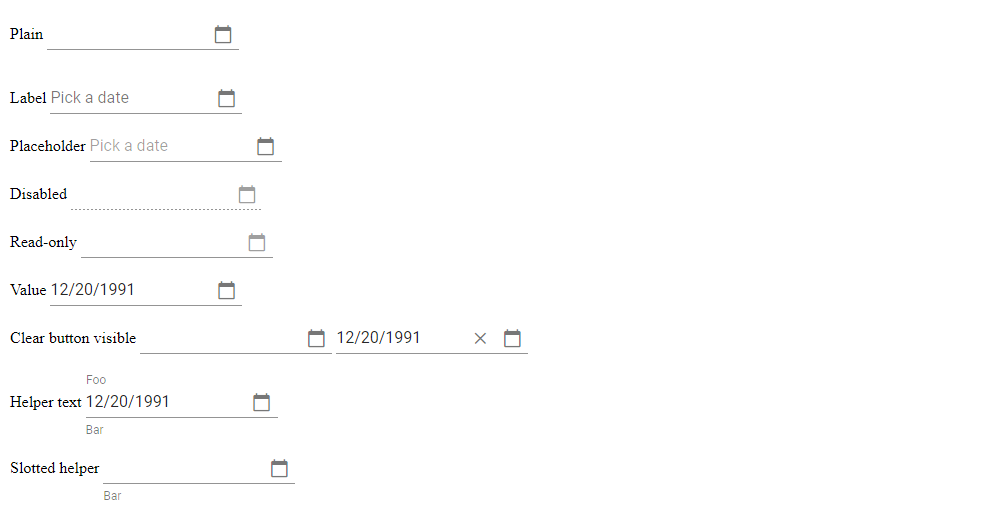 Plain
Label Pick a date
Placeholder Pick a date
Disabled
Read-only
Value 12/20/1991
Clear button visible 12/20/1991
Foo
Helper text 12/20/1991
Bar
Slotted helper
Bar